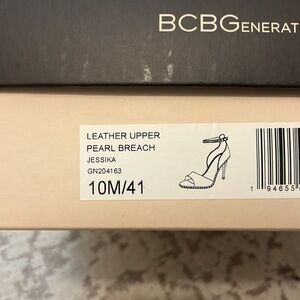 BCBGENERAT
LEATHER UPPER
PEARL BREACH
JESSIKA
GN204163
10M/41
1 94655